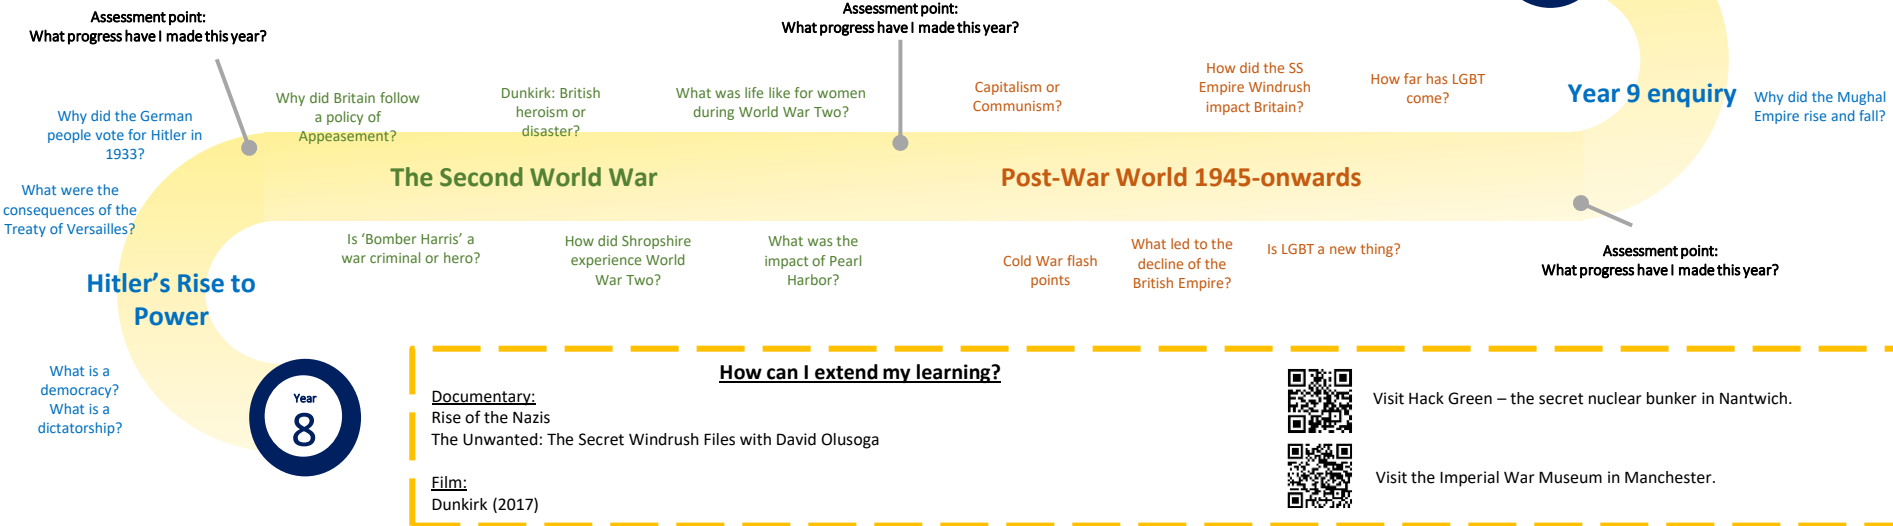 Assessment point:
What progress have I made this year?
Assessment point:
What progress have I made this year?
Why did the German
people vote for Hitler in
1933?
Why did Britain follow
a policy of
Appeasement?
Dunkirk: British
heroism or
disaster?
What was life like for women
during World War Two?
Capitalism or
Communism?
How did the SS
Empire Windrush
impact Britain?
How far has LGBT
come?
Year 9 enquiry
Why did the Mughal
Empire rise and fall?
The Second World War
Post-War World 1945-onwards
What were the
consequences of the
Treaty of Versailles?
Is ‘Bomber Harris’ a
war criminal or hero?
How did Shropshire
experience World
War Two?
What was the
impact of Pearl
Harbor?
Cold War flash
points
What led to the
decline of the
British Empire?
Is LGBT a new thing?
Assessment point:
What progress have I made this year?
Hitler’s Rise to
Power
What is a
democracy?
What is a
dictatorship?
Year
8
How can I extend my learning?
Documentary:
Rise of the Nazis
The Unwanted: The Secret Windrush Files with David Olusoga
Film:
Dunkirk (2017)
Visit Hack Green – the secret nuclear bunker in Nantwich.
Visit the Imperial War Museum in Manchester.